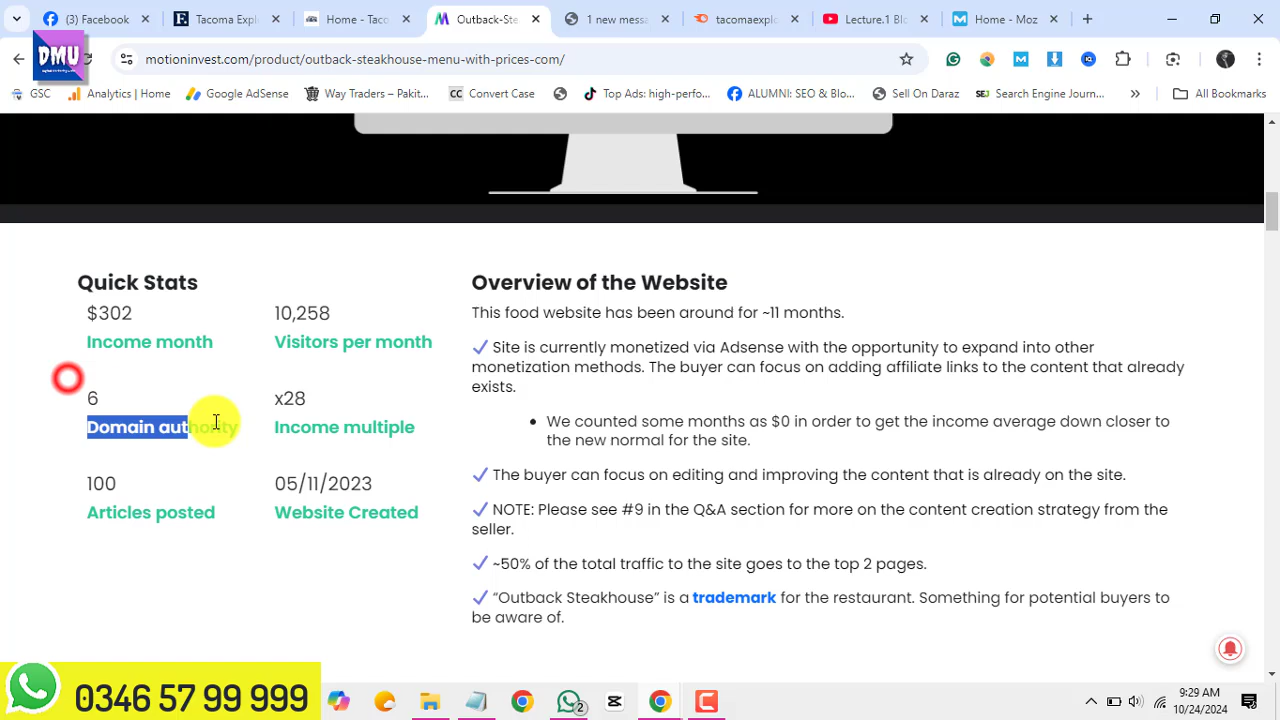 Facebook
Tacoma Exp
Home - Taco
Outback-Ste
1 new mess
tacomaexplo
Lecture.1 Bl
Home - Moz
DMU
motioninvest.com/product/outback-steakhouse-menu-with-prices-com/
GSC
Analytics | Home
Google AdSense
Way Traders – Pakit...
Convert Case
Top Ads: high-perfo...
ALUMNI: SEO & Blo...
Sell On Daraz
Search Engine Journ...
All Bookmarks
Quick Stats
$302
Income month
10,258
Visitors per month
6
Domain authority
x28
Income multiple
100
Articles posted
05/11/2023
Website Created
Overview of the Website
This food website has been around for ~11 months.
Site is currently monetized via Adsense with the opportunity to expand into other
monetization methods. The buyer can focus on adding affiliate links to the content that already
exists.
We counted some months as $0 in order to get the income average down closer to
the new normal for the site.
The buyer can focus on editing and improving the content that is already on the site.
NOTE: Please see #9 in the Q&A section for more on the content creation strategy from the
seller.
~50% of the total traffic to the site goes to the top 2 pages.
“Outback Steakhouse” is a trademark for the restaurant. Something for potential buyers to
be aware of.
0346 57 99 999
2
9:29 AM
10/24/2024